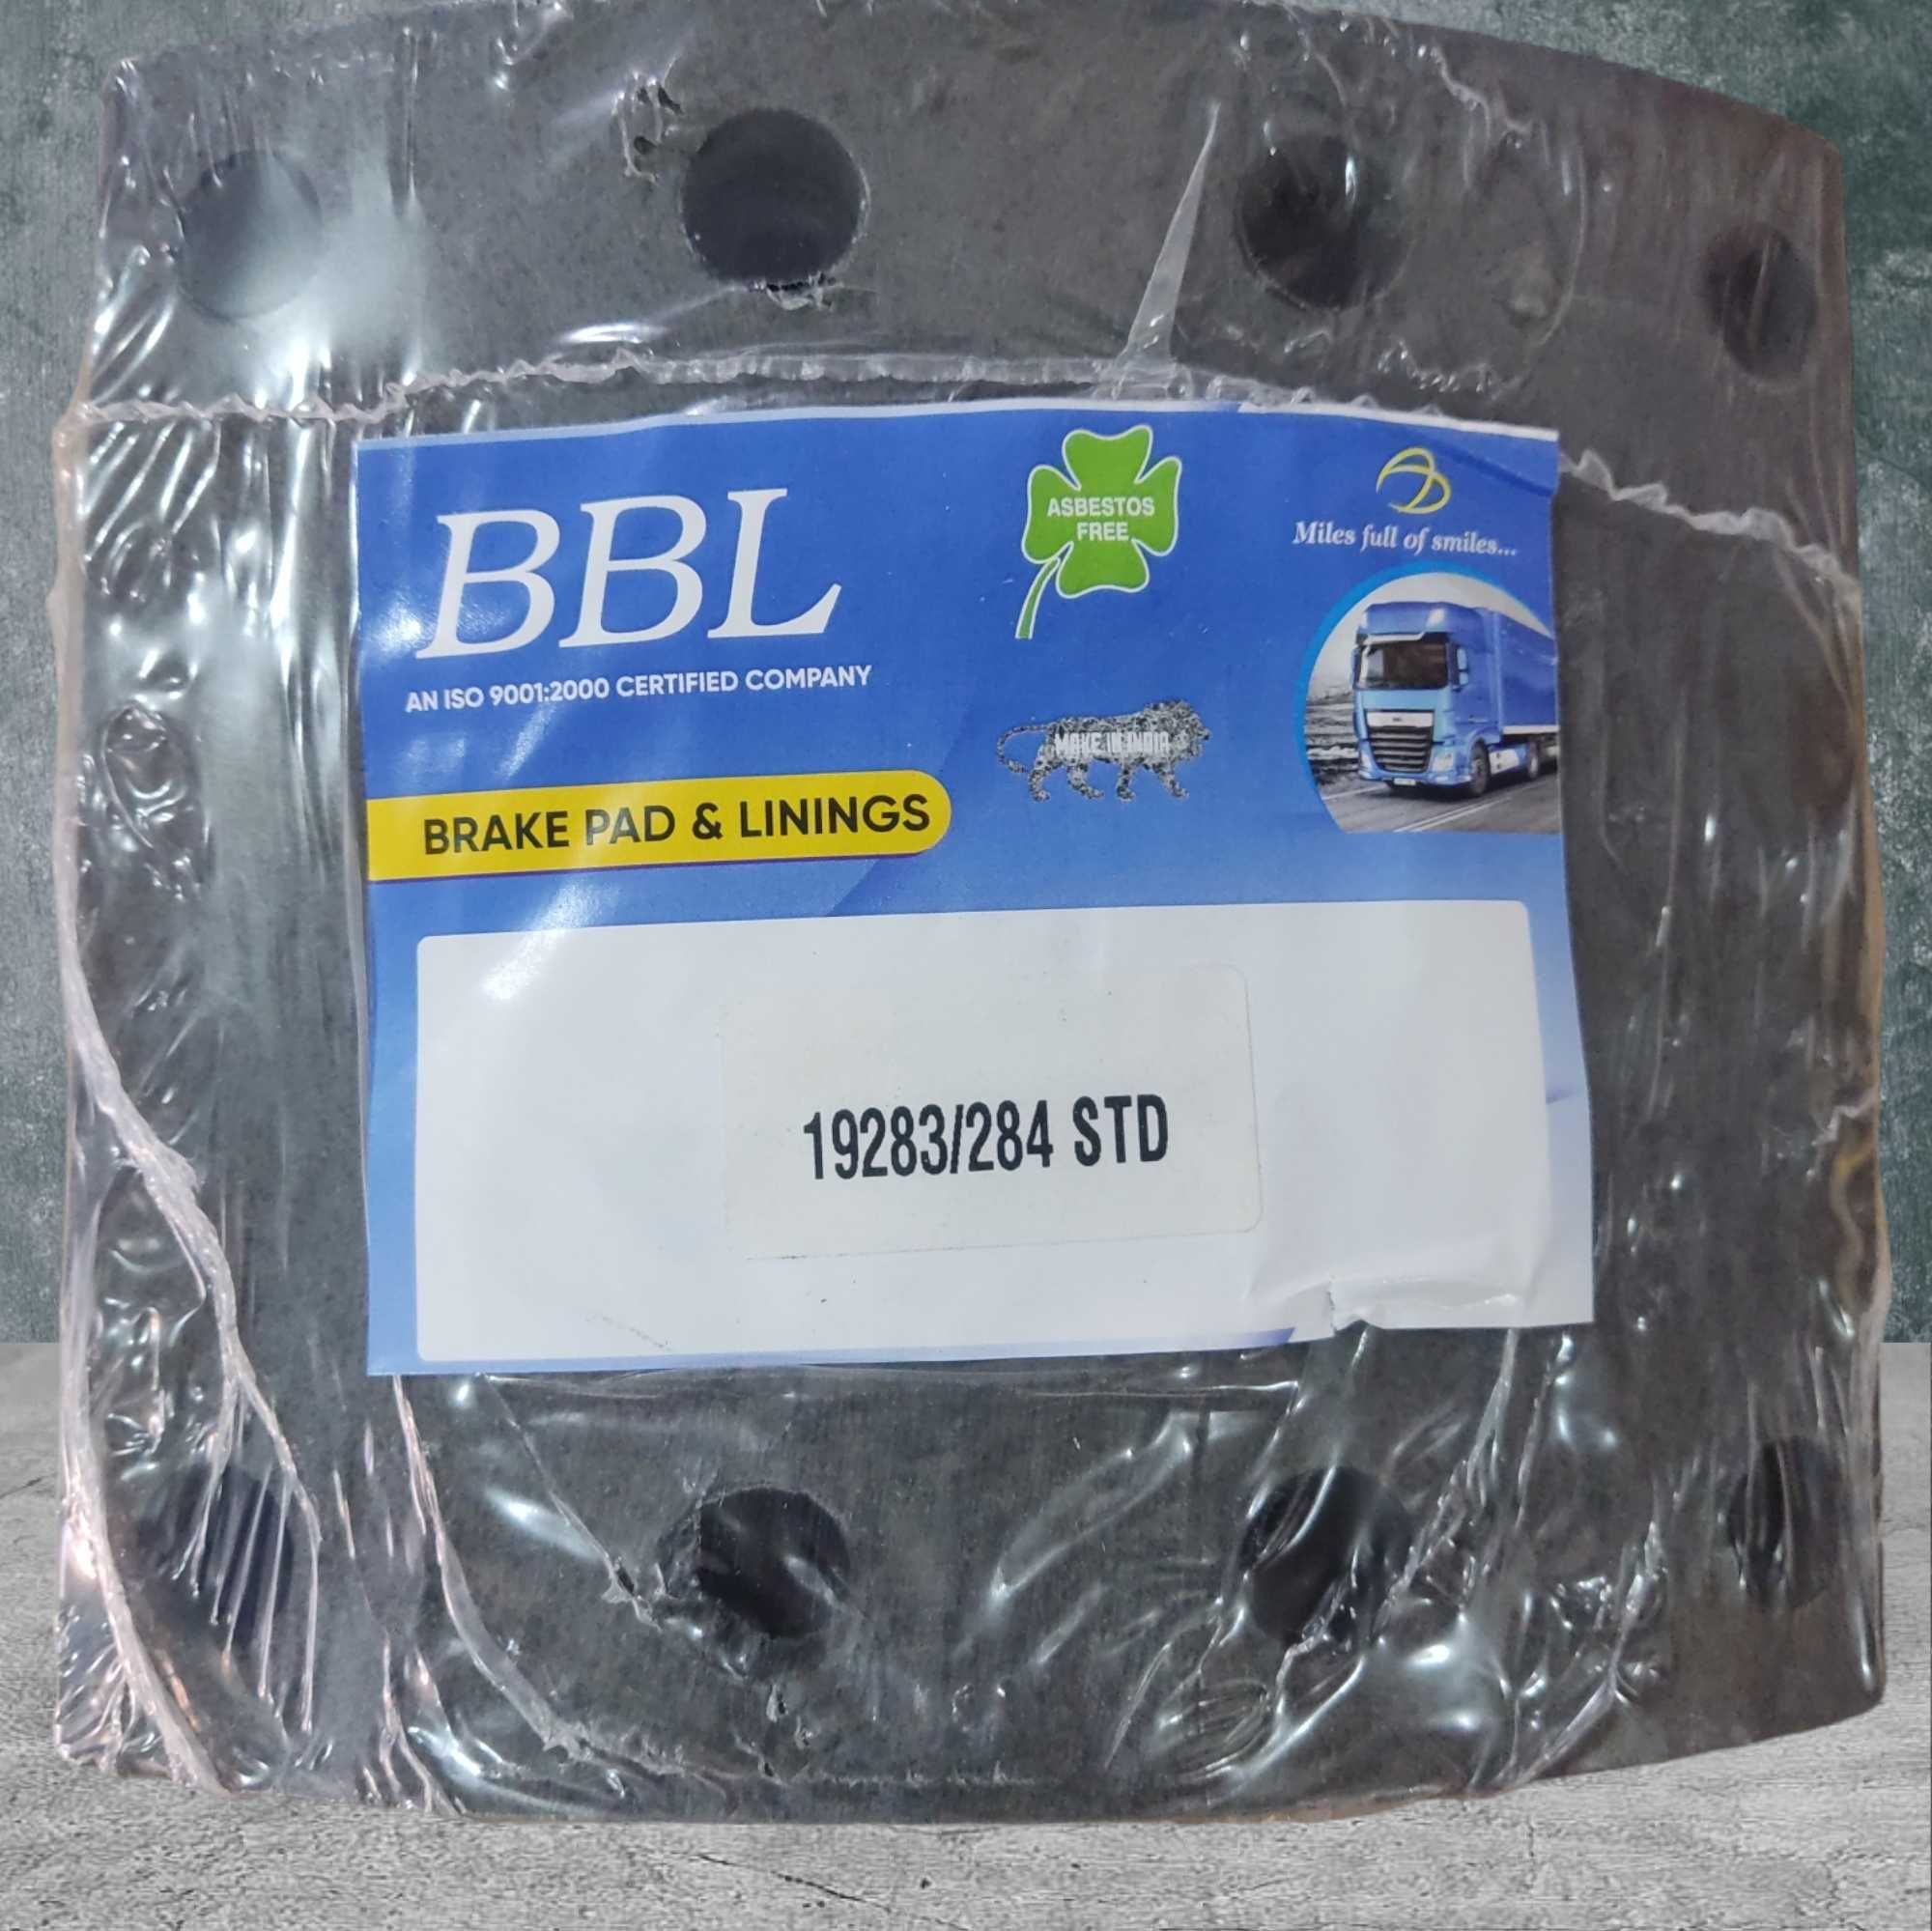 BBL
AN ISO 9001:2000 CERTIFIED COMPANY
ASBESTOS
FREE
Miles full of smiles...
MAKE IN INDIA
BRAKE PAD & LININGS
19283/284 STD